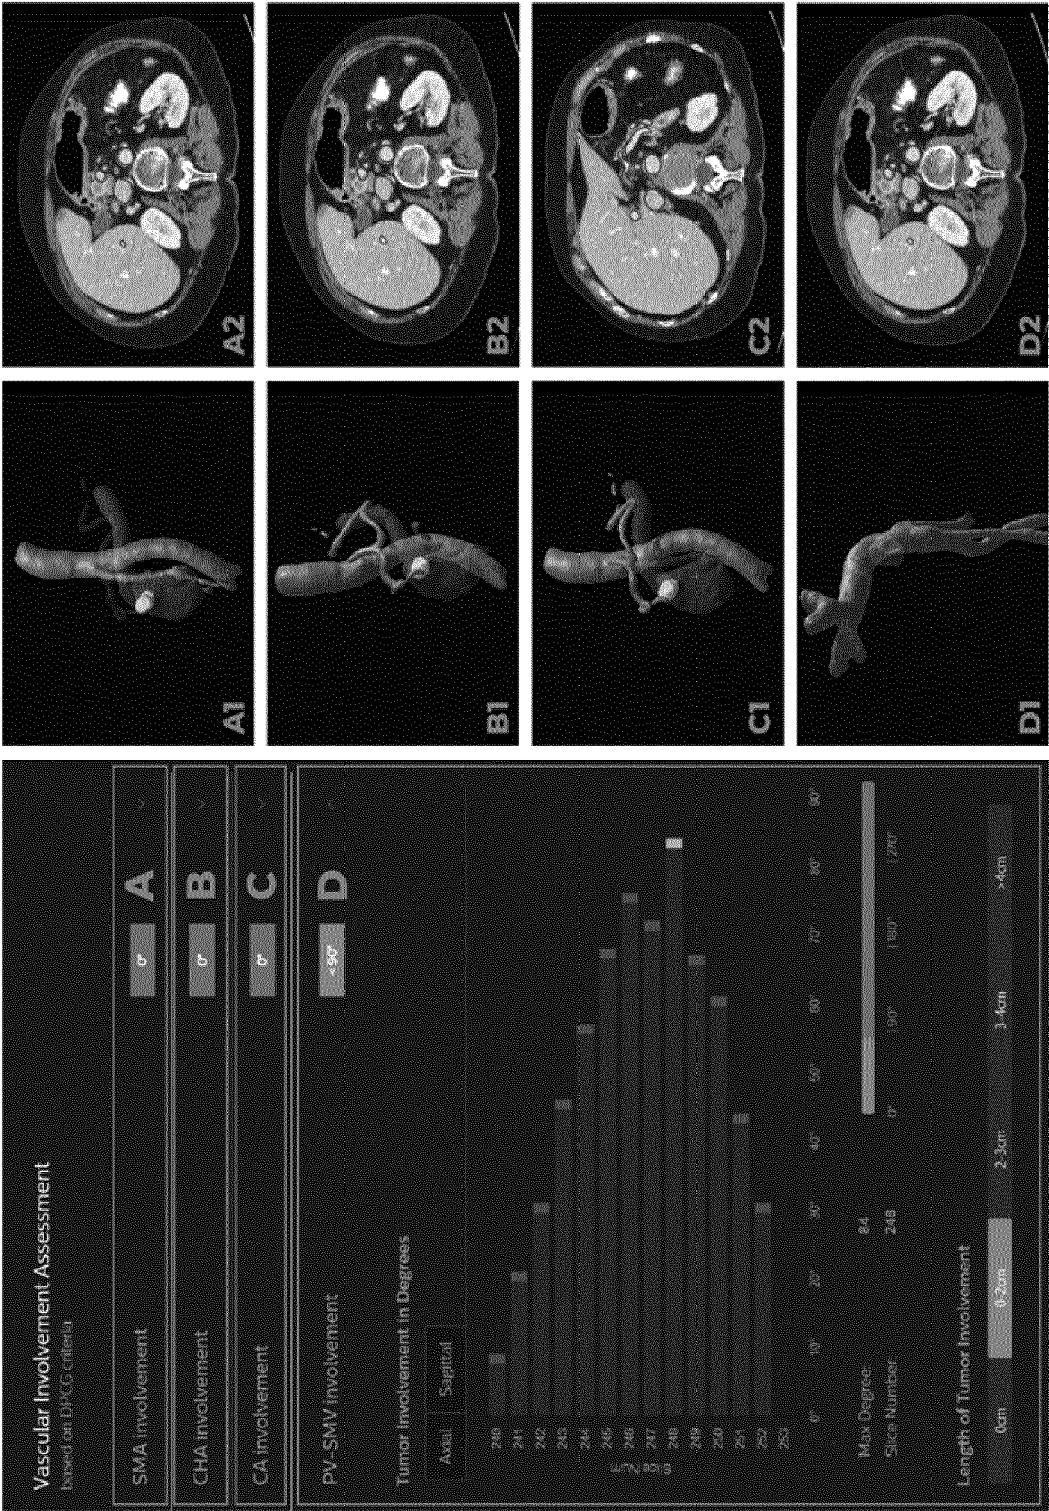 Vascular Involvement Assessment
based on DPCG criteria
SMA involvement 0° A
CHA involvement 0° B
CA involvement 0° C
PV-SMV involvement <90° D
Tumor Involvement in Degrees
Axial Sagittal
Slice Num
240
241
242
243
244
245
246
247
248
249
250
251
252
253
0° 10° 20° 30° 40° 50° 60° 70° 80° 90°
Max Degree: 84
Slice Number: 248
0° |90° |180° |270°
Length of Tumor Involvement
0cm 0-2cm 2-3cm 3-4cm >4cm
A1 A2
B1 B2
C1 C2
D1 D2